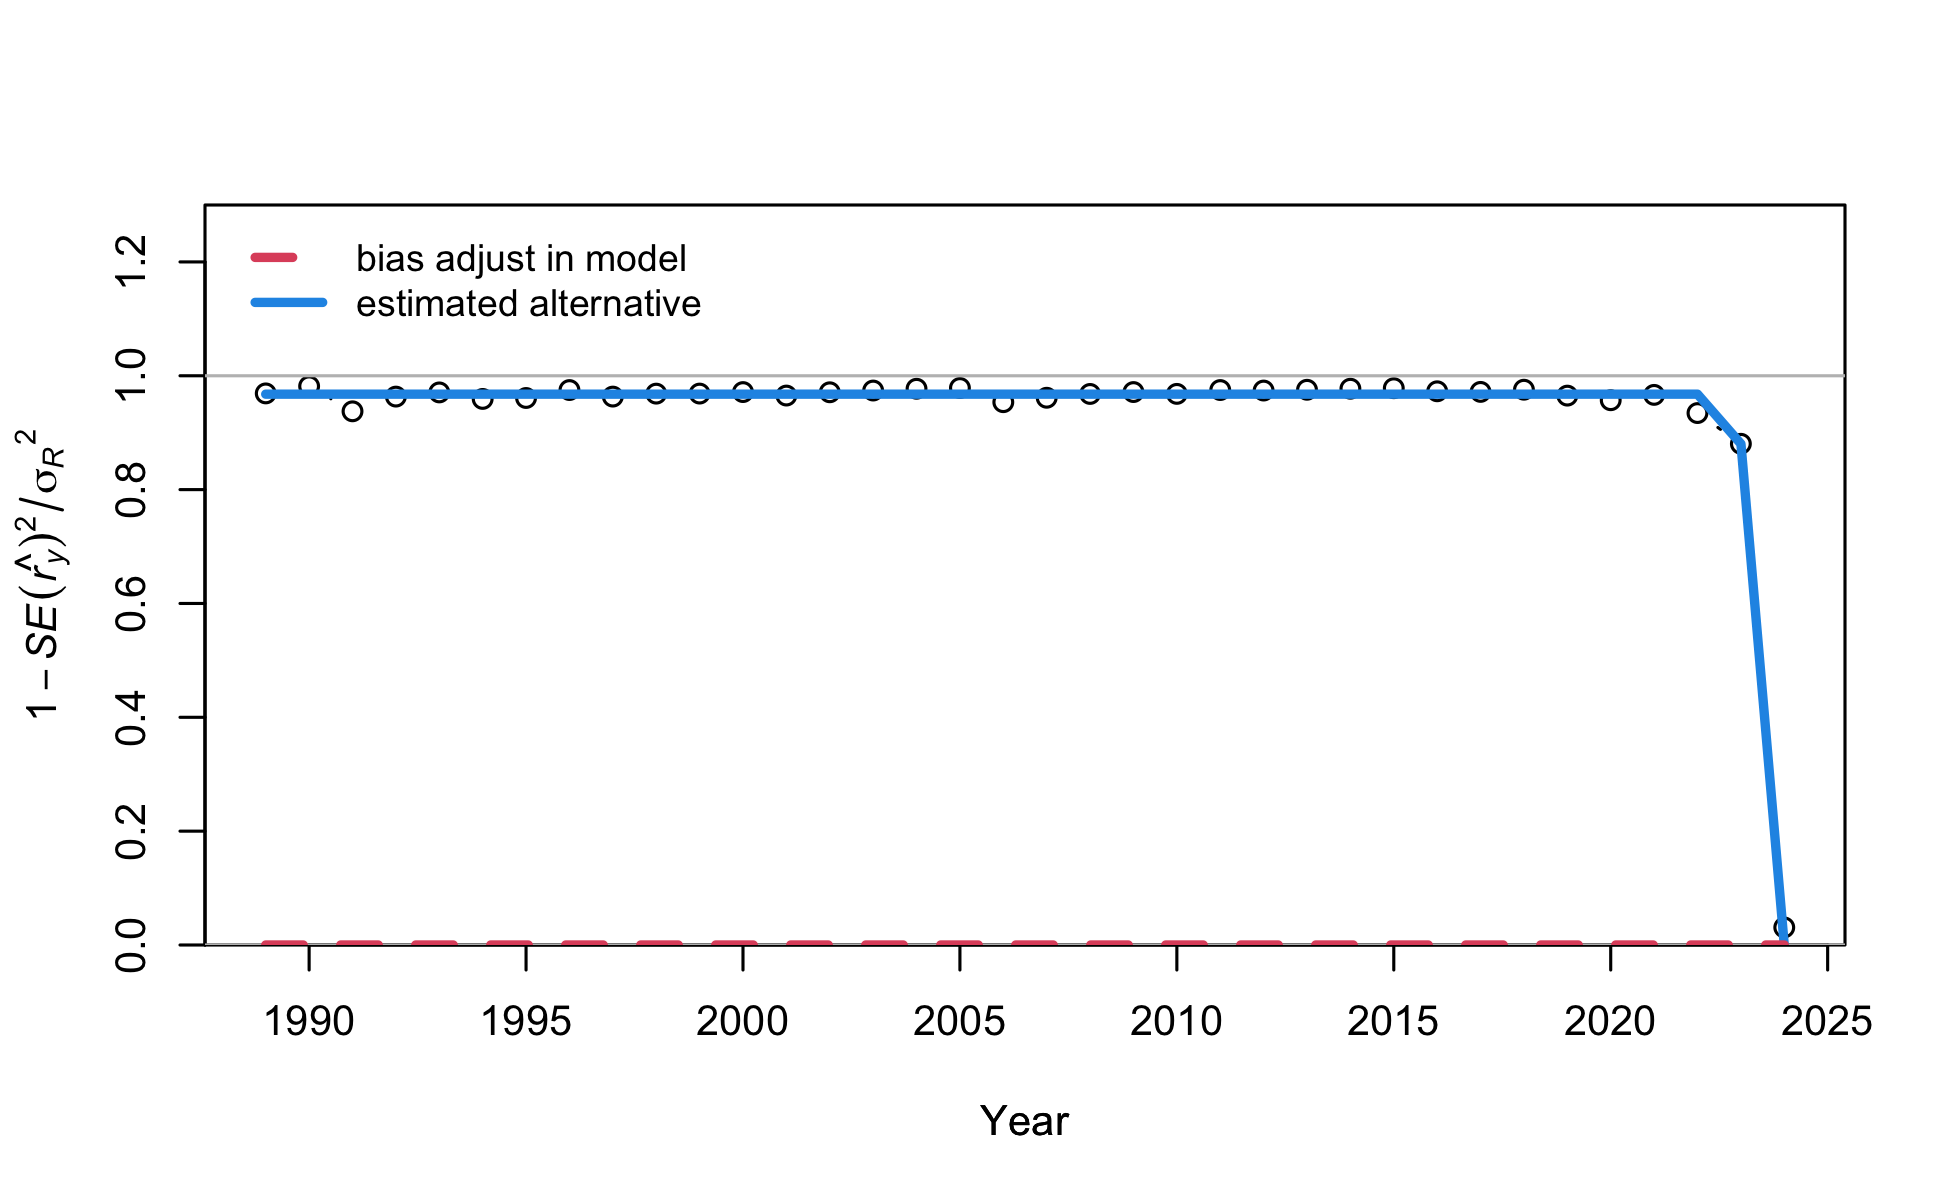 bias adjust in model
estimated alternative
1 − SE(r̂y)²/σR²
1.2
1.0
0.8
0.6
0.4
0.2
0.0
1990 1995 2000 2005 2010 2015 2020 2025
Year